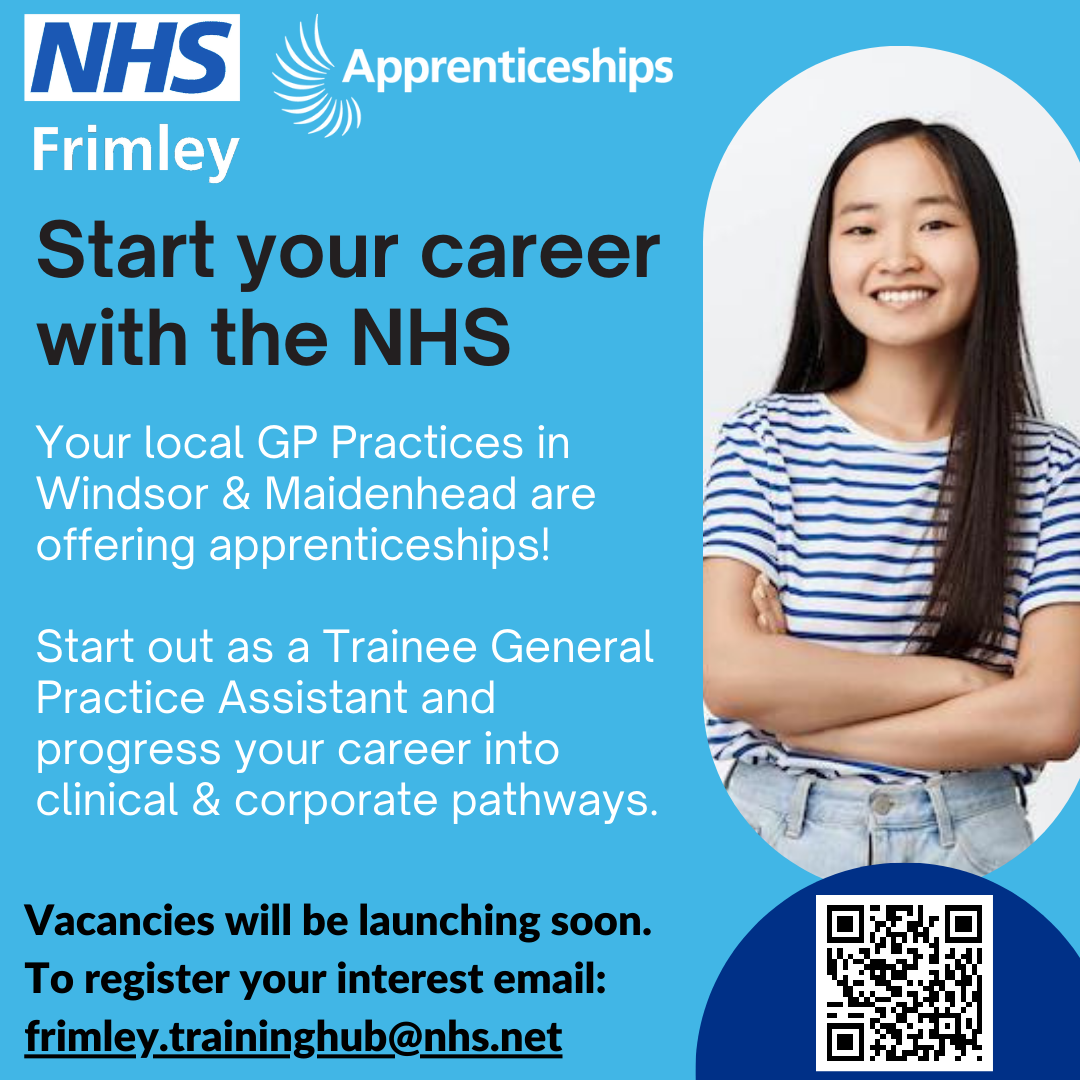 NHS
Apprenticeships
Frimley
Start your career
with the NHS
Your local GP Practices in
Windsor & Maidenhead are
offering apprenticeships!
Start out as a Trainee General
Practice Assistant and
progress your career into
clinical & corporate pathways.
Vacancies will be launching soon.
To register your interest email:
frimley.traininghub@nhs.net